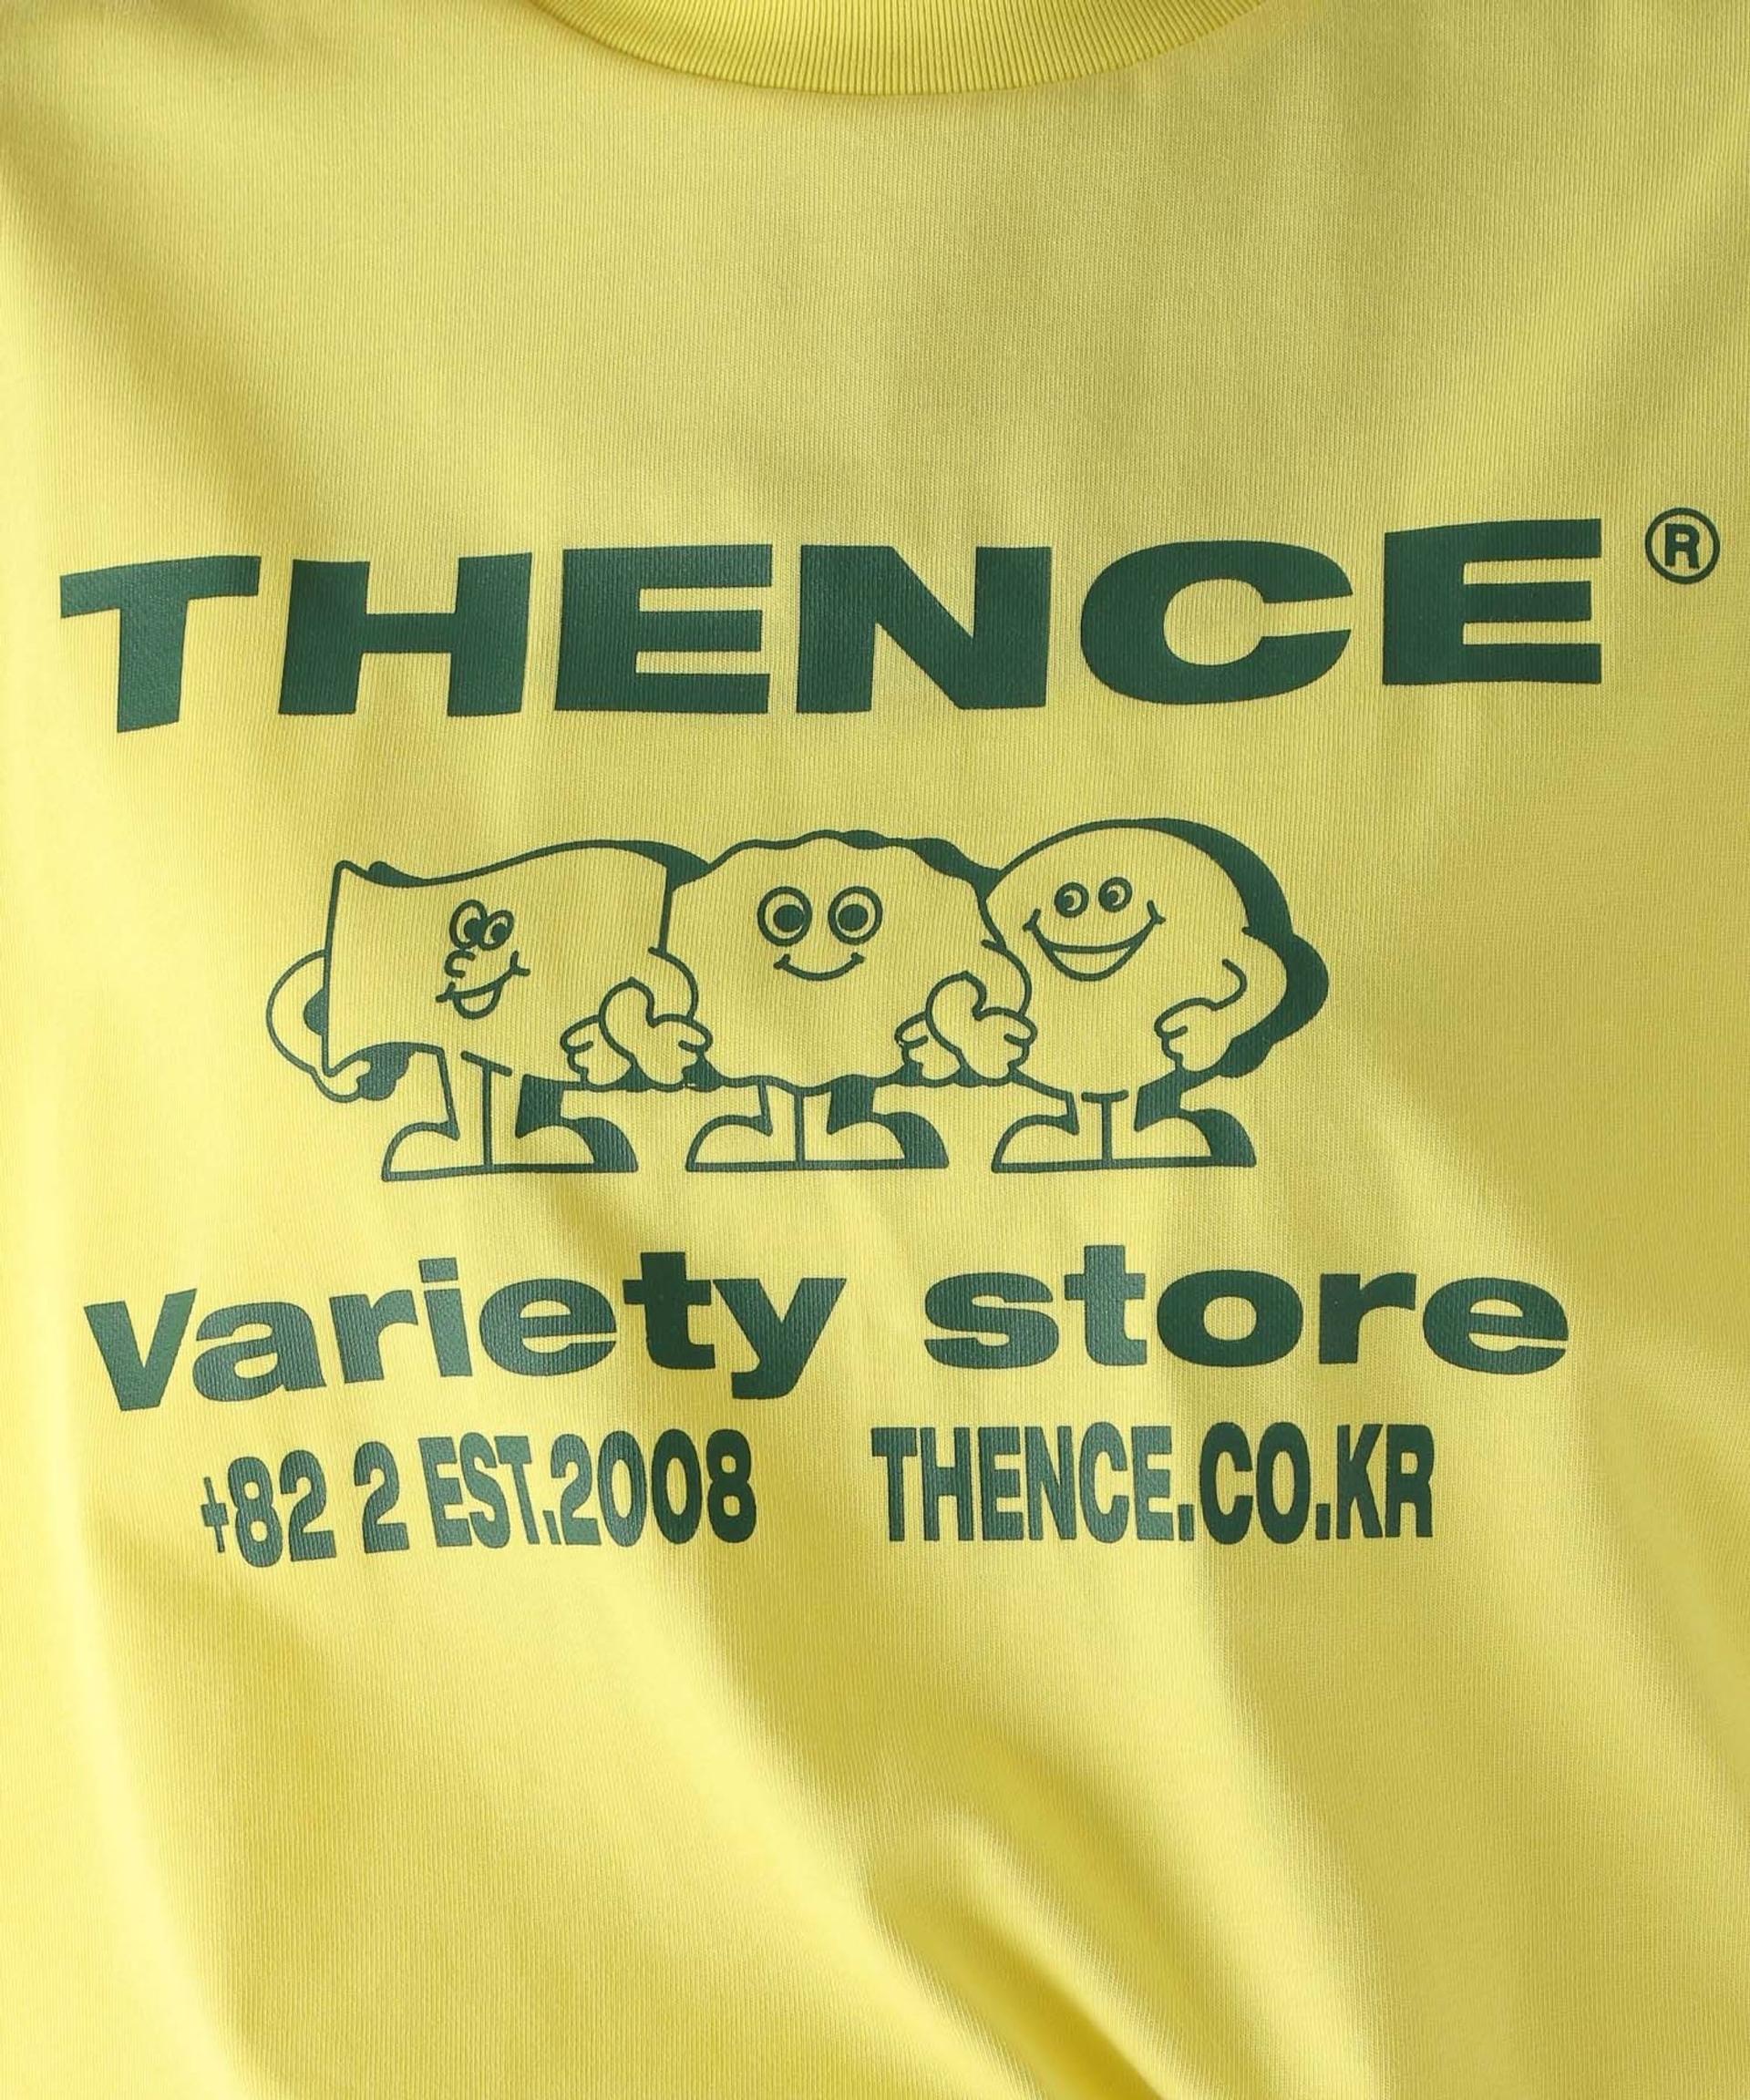 THENCE®
Variety store
+82 2 EST.2008 THENCE.CO.KR